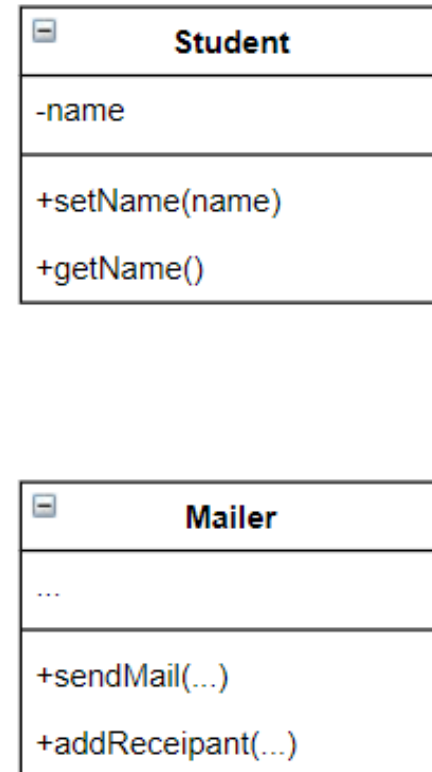 Student
-name
+setName(name)
+getName()
Mailer
...
+sendMail(...)
+addReceipant(...)